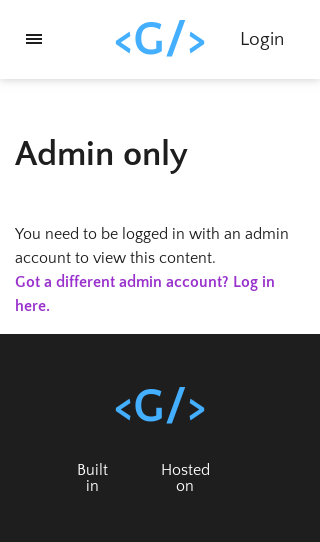 <G/>
Login
Admin only
You need to be logged in with an admin
account to view this content.
Got a different admin account? Log in
here.
<G/>
Built
in
Hosted
on